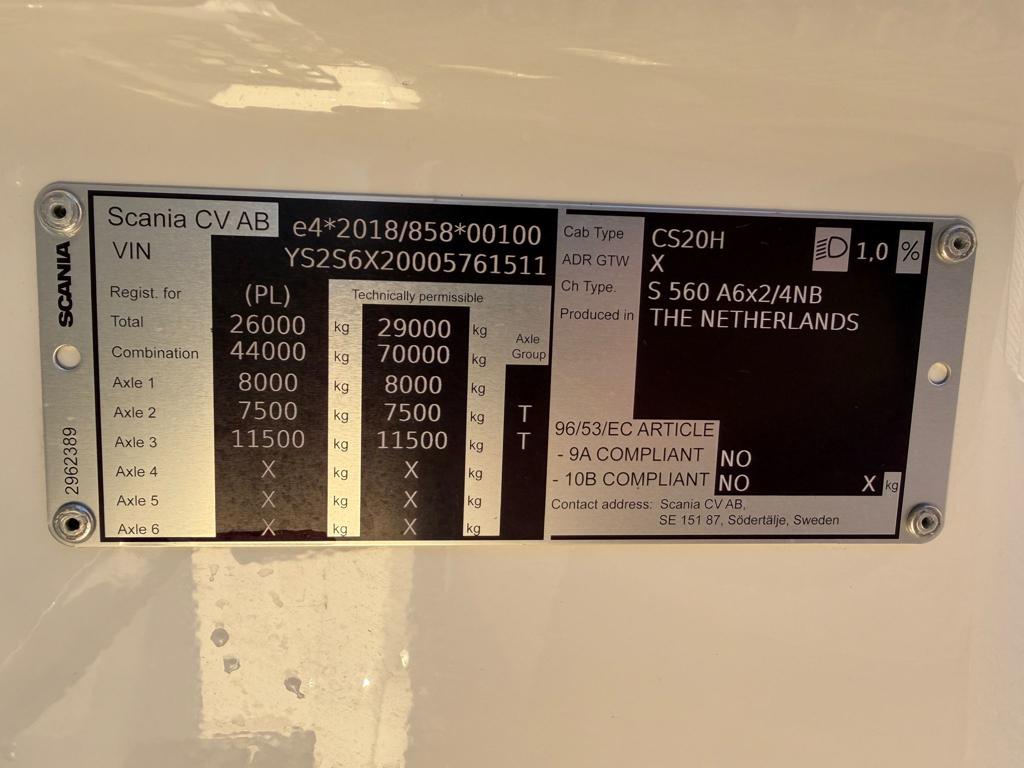 SCANIA
2962389
Scania CV AB e4*2018/858*00100
VIN YS2S6X20005761511
Regist. for (PL) Technically permissible
Total 26000 kg 29000 kg
Combination 44000 kg 70000 kg Axle Group
Axle 1 8000 kg 8000 kg
Axle 2 7500 kg 7500 kg T
Axle 3 11500 kg 11500 kg T
Axle 4 X kg X kg
Axle 5 X kg X kg
Axle 6 X kg X kg
Cab Type CS20H 1,0 %
ADR GTW X
Ch Type. S 560 A6x2/4NB
Produced in THE NETHERLANDS
96/53/EC ARTICLE
- 9A COMPLIANT NO
- 10B COMPLIANT NO X kg
Contact address: Scania CV AB,
SE 151 87, Södertälje, Sweden